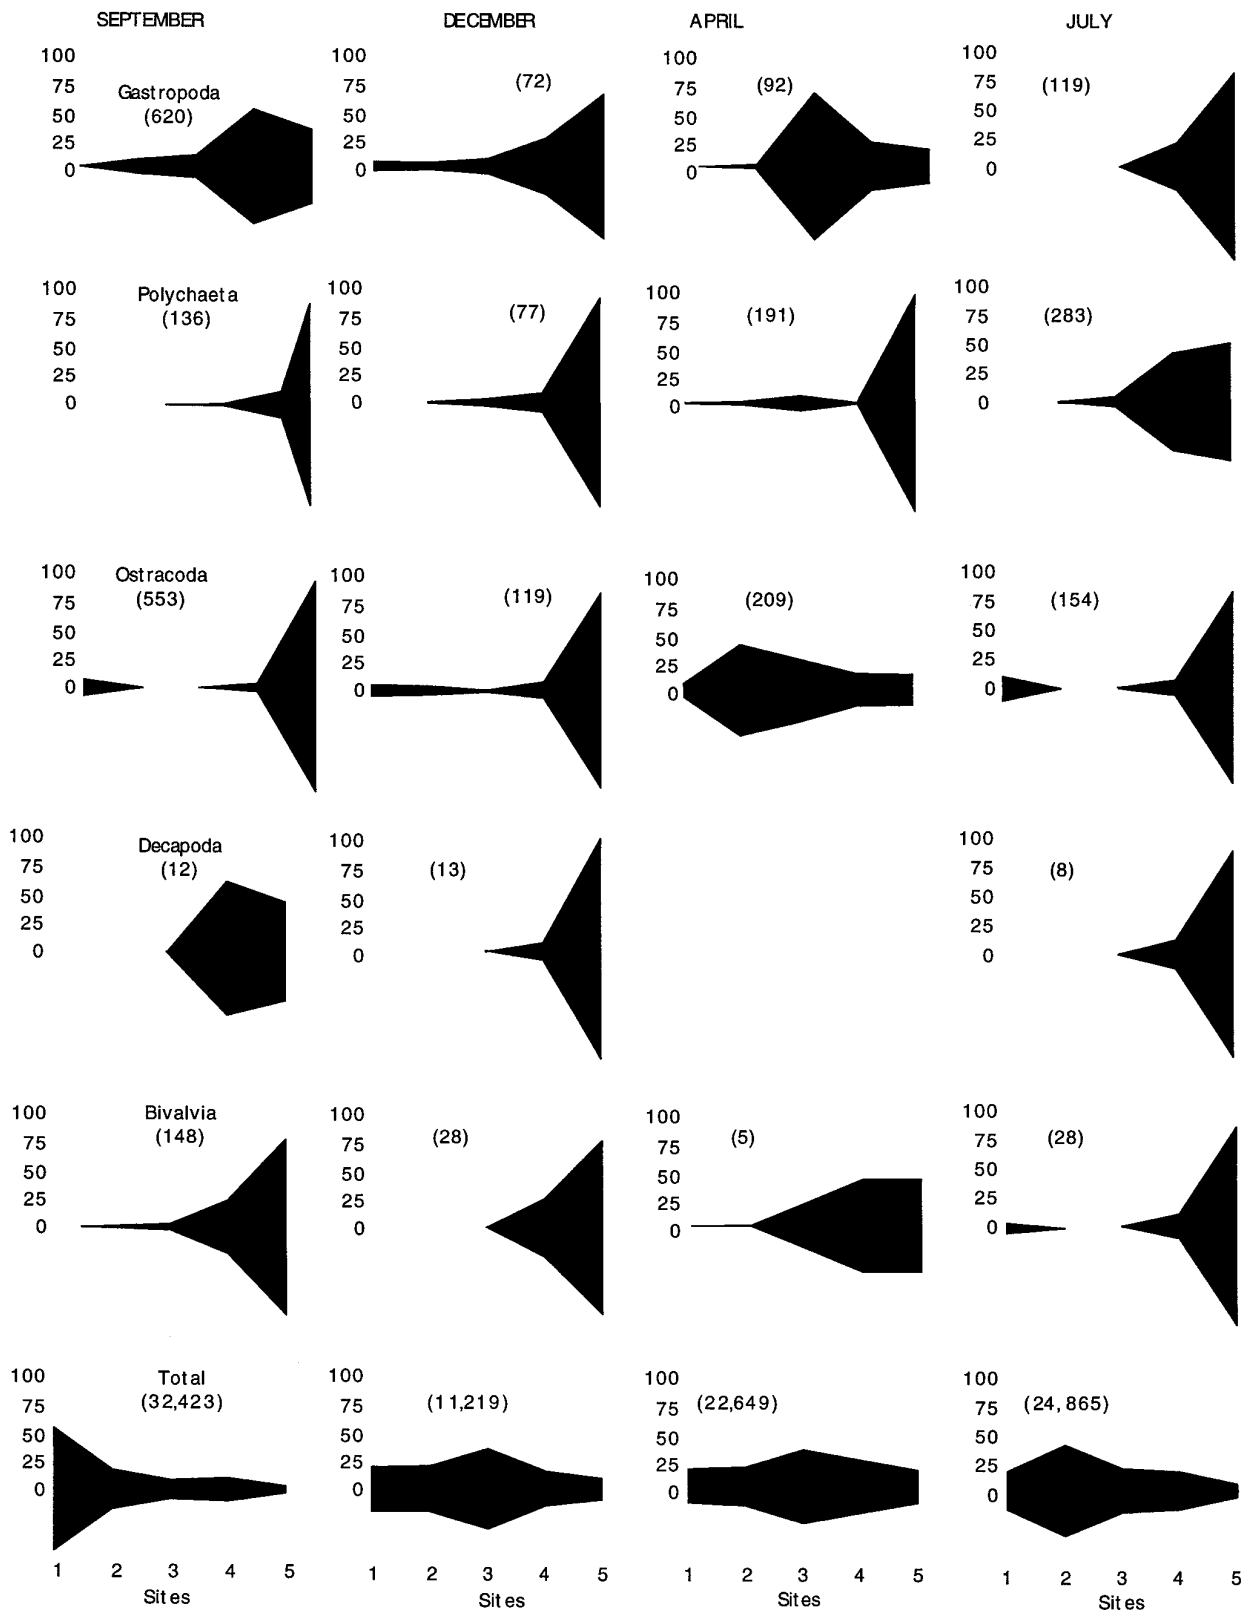 SEPTEMBER DECEMBER APRIL JULY
100 100 100 100
75 Gastropoda 75 (72) 75 (92) 75 (119)
50 (620) 50 50 50
25 25 25 25
0 0 0 0
100 Polychaeta 100 100 100
75 (136) 75 (77) 75 (191) 75 (283)
50 50 50 50
25 25 25 25
0 0 0 0
100 Ostracoda 100 100 100
75 (553) 75 (119) 75 (209) 75 (154)
50 50 50 50
25 25 25 25
0 0 0 0
100 Decapoda 100 100
75 (12) 75 (13) 75 (8)
50 50 50
25 25 25
0 0 0
100 Bivalvia 100 100 100
75 (148) 75 (28) 75 (5) 75 (28)
50 50 50 50
25 25 25 25
0 0 0 0
100 Total 100 100 100
75 (32,423) 75 (11,219) 75 (22,649) 75 (24,865)
50 50 50 50
25 25 25 25
0 0 0 0
1 2 3 4 5 1 2 3 4 5 1 2 3 4 5 1 2 3 4 5
Sites Sites Sites Sites